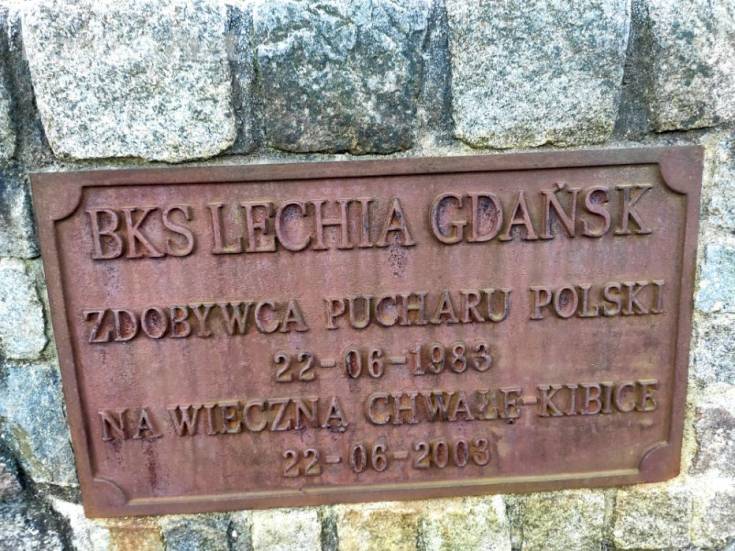 BKS LECHIA GDAŃSK
ZDOBYWCA PUCHARU POLSKI
22-06-1983
NA WIECZNĄ CHWAŁĘ-KIBICE
22-06-2003